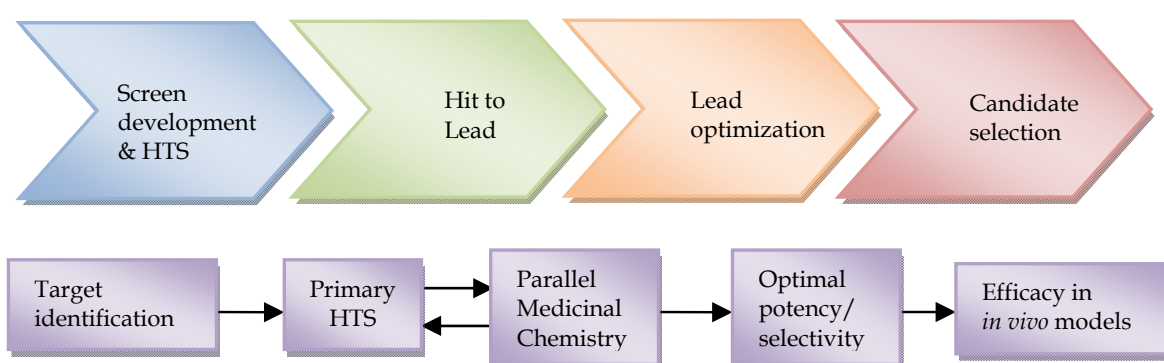 Screen
development
& HTS
Hit to
Lead
Lead
optimization
Candidate
selection
Target
identification
Primary
HTS
Parallel
Medicinal
Chemistry
Optimal
potency/
selectivity
Efficacy in
in vivo models